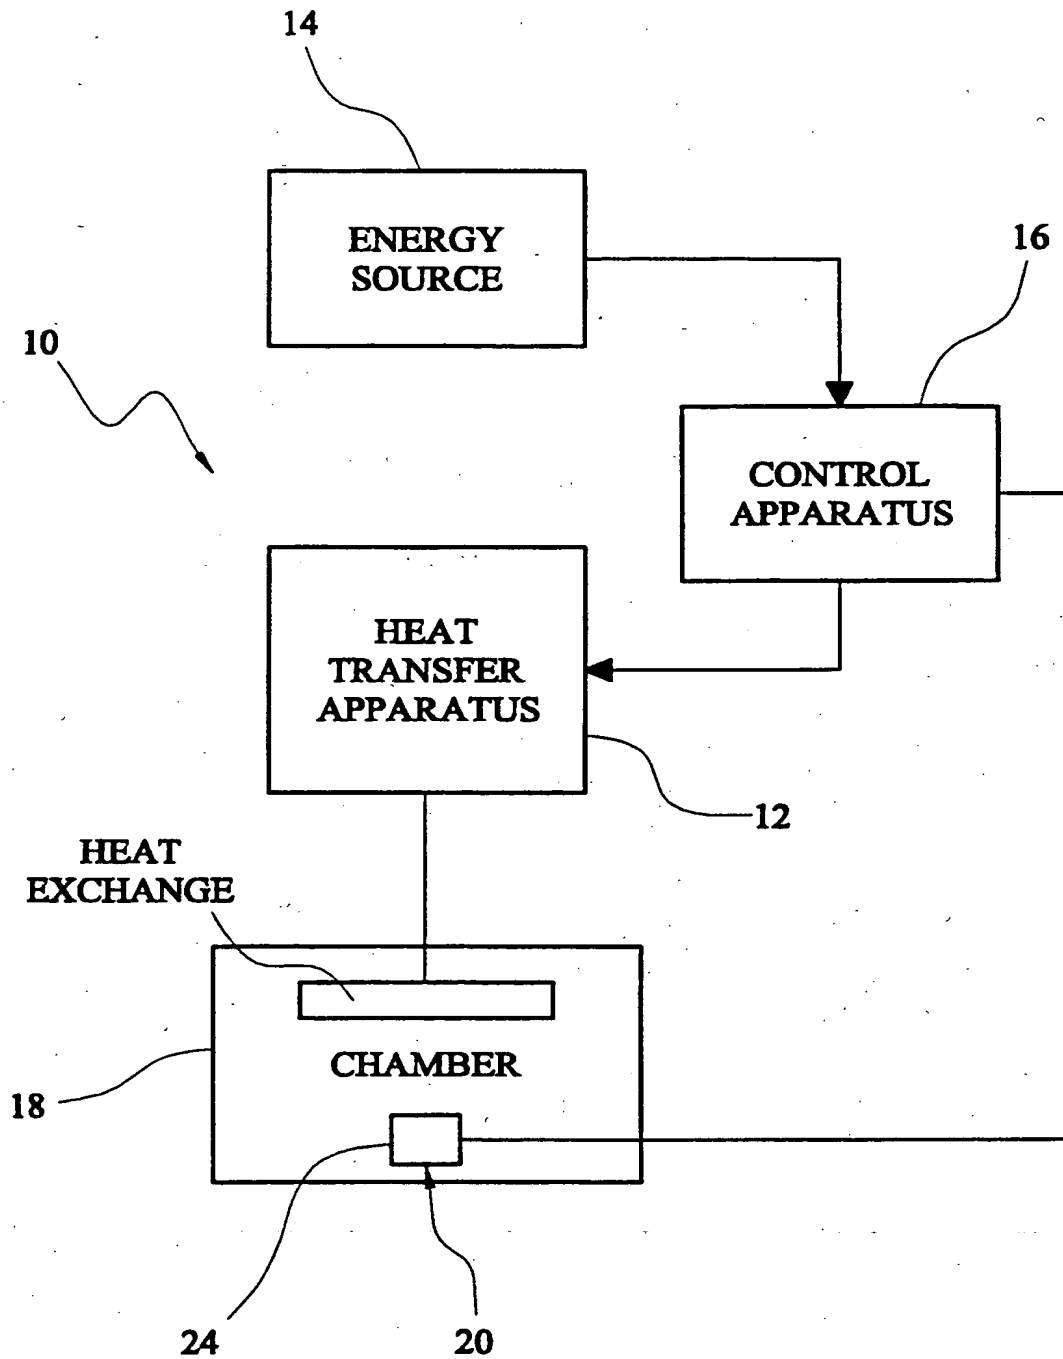 14
ENERGY
SOURCE
16
10
CONTROL
APPARATUS
HEAT
TRANSFER
APPARATUS
12
HEAT
EXCHANGE
CHAMBER
18
24
20